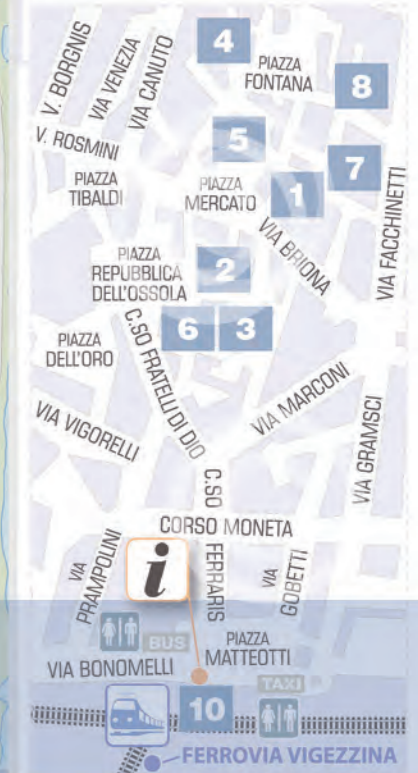 V. BORGNIS
VIA VENEZIA
VIA CANUTO
4
PIAZZA
FONTANA
8
V. ROSMINI
5
PIAZZA
TIBALDI
PIAZZA
MERCATO
1
7
VIA BRIONA
VIA FACCHINETTI
PIAZZA
REPUBBLICA
DELL'OSSOLA
2
6
3
PIAZZA
DELL'ORO
C.SO FRATELLI DI DIO
VIA MARCONI
VIA VIGORELLI
VIA GRAMSCI
C.SO
FERRARIS
CORSO MONETA
VIA
PRAMPOLINI
i
VIA
GOBETTI
BUS
PIAZZA
MATTEOTTI
VIA BONOMELLI
TAXI
10
FERROVIA VIGEZZINA